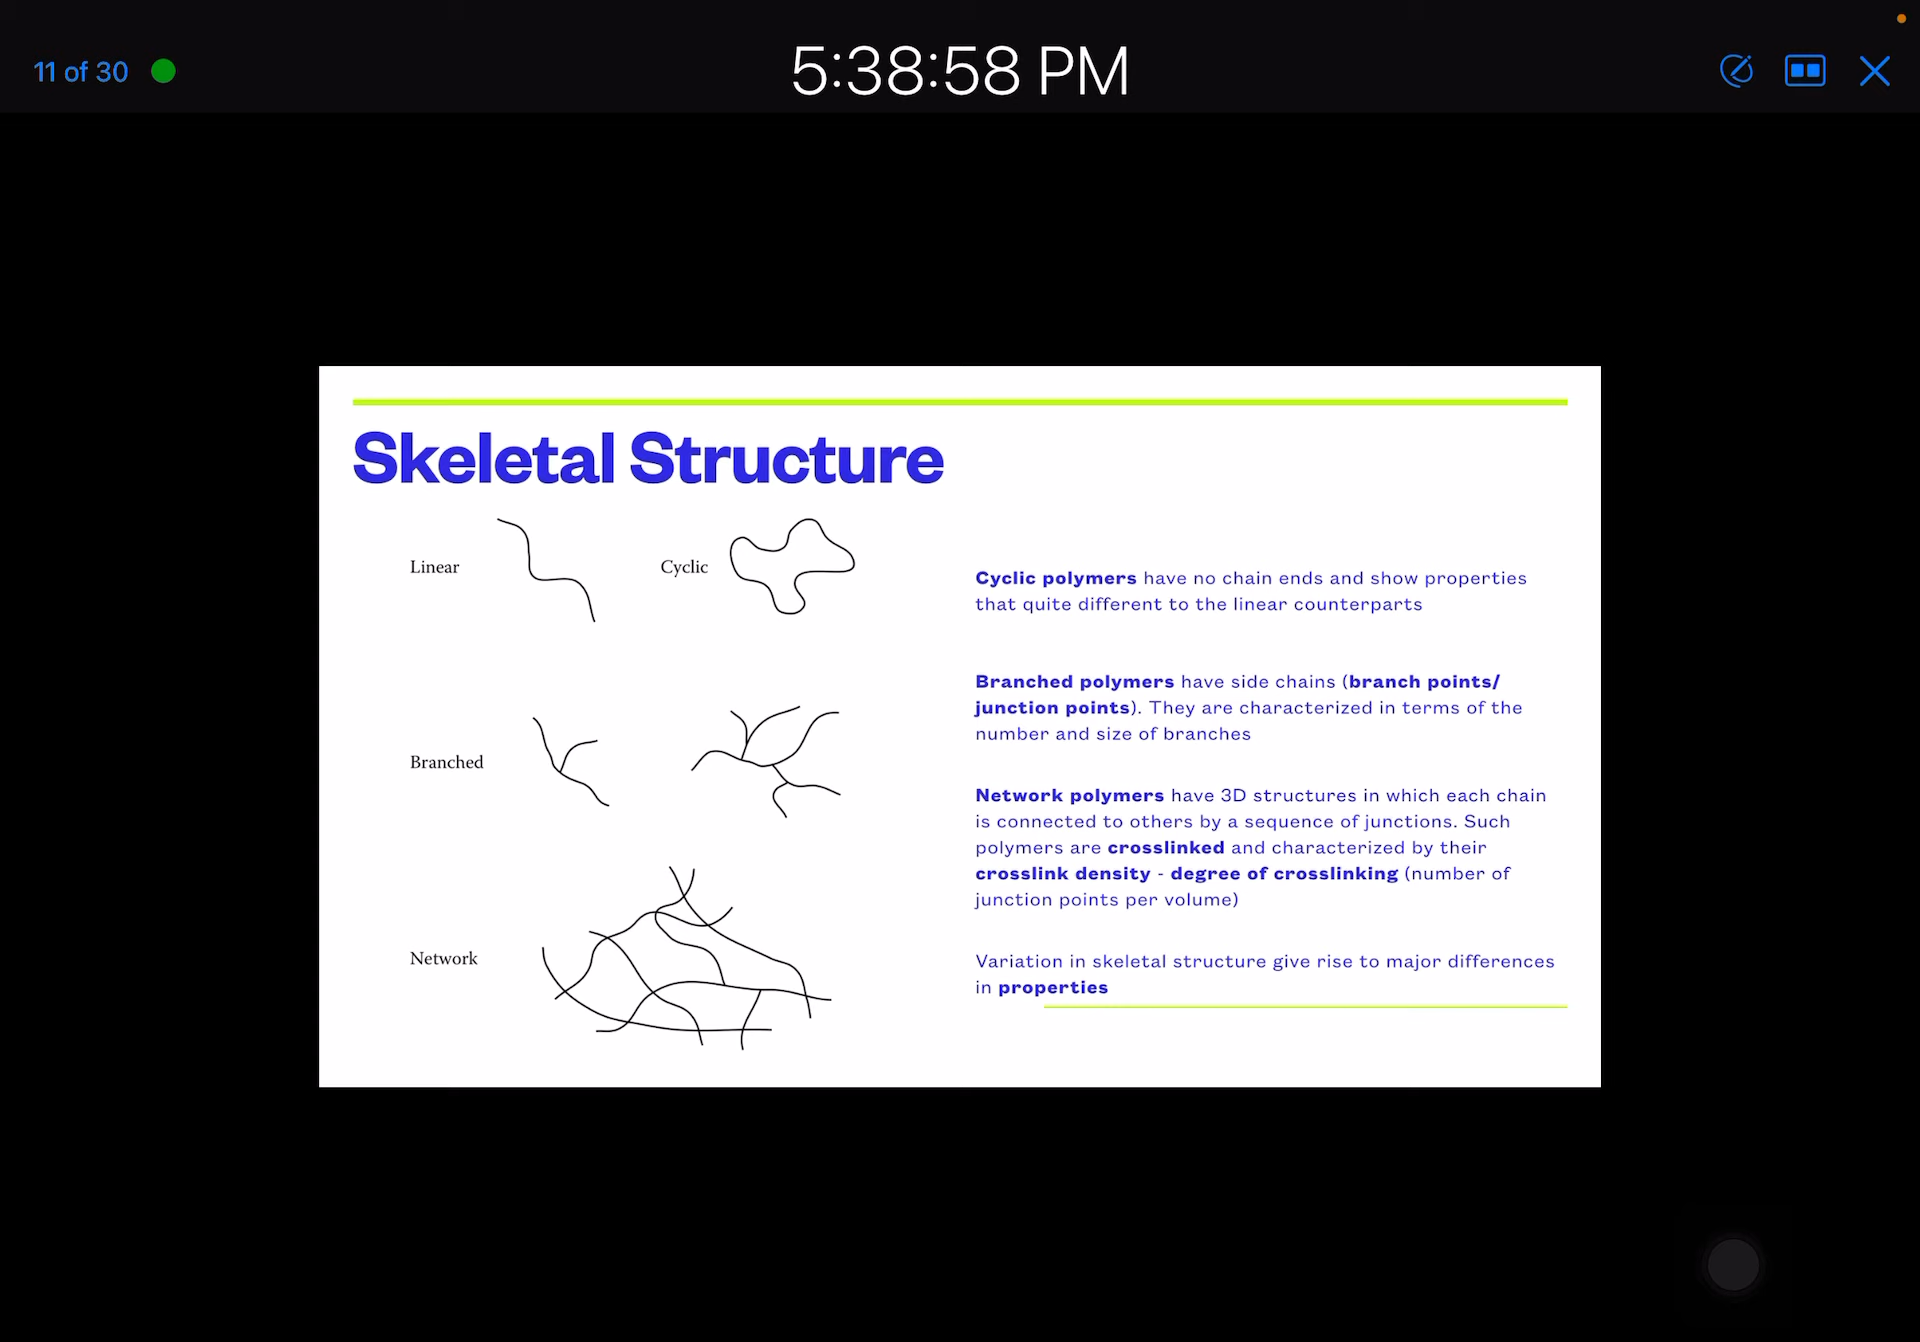 11 of 30
5:38:58 PM
Skeletal Structure
Linear
Cyclic
Branched
Network
Cyclic polymers have no chain ends and show properties
that quite different to the linear counterparts
Branched polymers have side chains (branch points/
junction points). They are characterized in terms of the
number and size of branches
Network polymers have 3D structures in which each chain
is connected to others by a sequence of junctions. Such
polymers are crosslinked and characterized by their
crosslink density - degree of crosslinking (number of
junction points per volume)
Variation in skeletal structure give rise to major differences
in properties